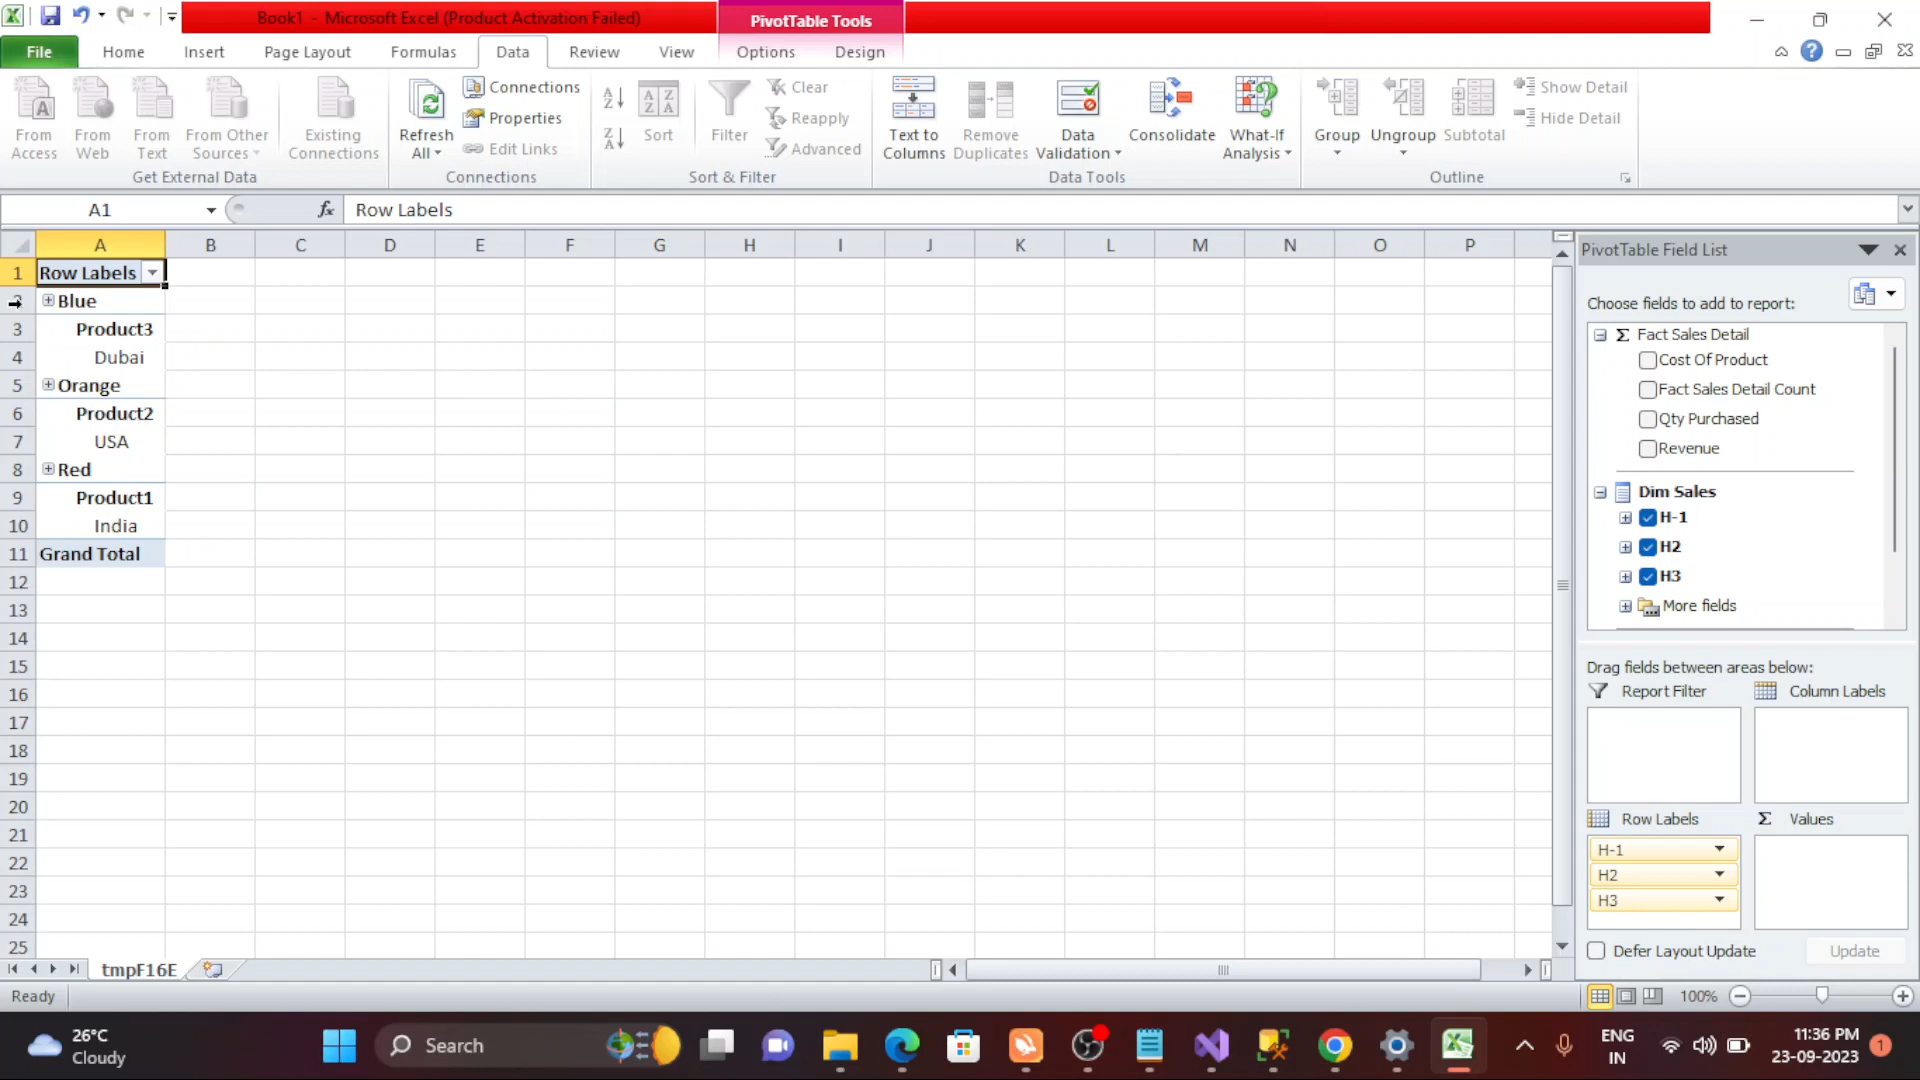 Book1 - Microsoft Excel (Product Activation Failed)
PivotTable Tools
File
Home
Insert
Page Layout
Formulas
Data
Review
View
Options
Design
From Access
From Web
From Text
From Other Sources
Existing Connections
Get External Data
Refresh All
Connections
Properties
Edit Links
Connections
Sort
Filter
Clear
Reapply
Advanced
Sort & Filter
Text to Columns
Remove Duplicates
Data Validation
Consolidate
What-If Analysis
Data Tools
Group
Ungroup
Subtotal
Show Detail
Hide Detail
Outline
A1
fx
Row Labels
A B C D E F G H I J K L M N O P
1 Row Labels
2 Blue
3 Product3
4 Dubai
5 Orange
6 Product2
7 USA
8 Red
9 Product1
10 India
11 Grand Total
12
13
14
15
16
17
18
19
20
21
22
23
24
25
PivotTable Field List
Choose fields to add to report:
Σ Fact Sales Detail
Cost Of Product
Fact Sales Detail Count
Qty Purchased
Revenue
Dim Sales
H-1
H2
H3
More fields
Drag fields between areas below:
Report Filter
Column Labels
Row Labels
Σ Values
H-1
H2
H3
Defer Layout Update
Update
tmpF16E
Ready
100%
26°C
Cloudy
Search
ENG
IN
11:36 PM
23-09-2023
1